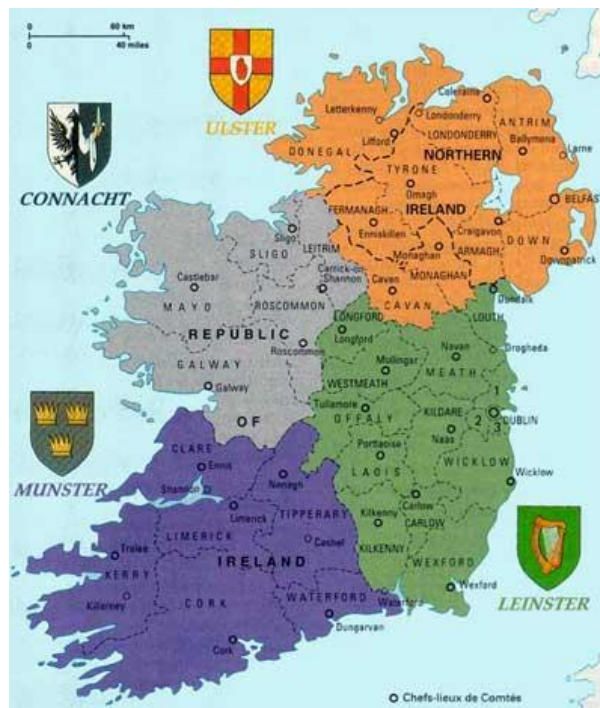 60 km
40 miles
ULSTER
CONNACHT
MUNSTER
LEINSTER
Coleraine
Letterkenny
Londonderry
ANTRIM
Lifford
LONDONDERRY
Ballymena
Larne
DONEGAL
NORTHERN
TYRONE
Omagh
BELFAST
IRELAND
FERMANAGH
Craigavon
DOWN
Enniskillen
ARMAGH
Downpatrick
Monaghan
MONAGHAN
Sligo
SLIGO
LEITRIM
Carrick-on
Shannon
Cavan
CAVAN
Dundalk
Castlebar
MAYO
ROSCOMMON
LONGFORD
Longford
LOUTH
REPUBLIC
Roscommon
Navan
Drogheda
MEATH
GALWAY
Mullingar
WESTMEATH
1
Galway
Tullamore
OFFALY
KILDARE
2
DUBLIN
3
OF
Naas
CLARE
Portlaoise
LAOIS
WICKLOW
Wicklow
Ennis
Shannon
Nenagh
Limerick
TIPPERARY
Carlow
Kilkenny
CARLOW
LIMERICK
Cashel
KILKENNY
WEXFORD
Tralee
IRELAND
Wexford
KERRY
Killarney
CORK
WATERFORD
Waterford
Dungarvan
Cork
Chefs-lieux de Comtés